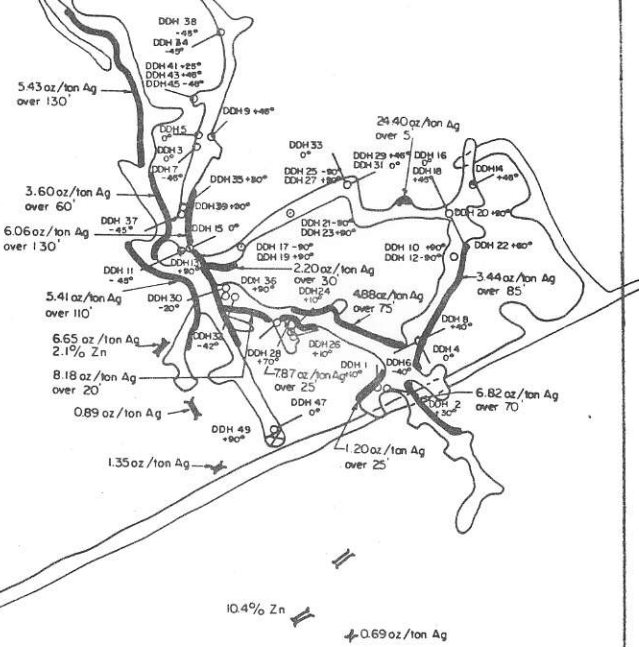 DDH 38
-45°
DDH 34
-45°
DDH 41 +25°
DDH 43 +46°
DDH 45 -46°
5.43 oz/ton Ag
over 130'
DDH 9 +46°
DDH 5
0°
DDH 3
0°
DDH 7
-46°
24.40 oz/ton Ag
over 5'
DDH 33
0°
DDH 29 +46°
DDH 31 0°
DDH 25 -90°
DDH 27 +90°
DDH 16
0°
DDH 18
+45°
DDH 14
+46°
3.60 oz/ton Ag
over 60'
DDH 35 +80°
DDH 39 +90°
DDH 37
-45°
DDH 20 +90°
DDH 21 -90°
DDH 23 +90°
6.06 oz/ton Ag
over 130'
DDH 15 0°
DDH 17 -90°
DDH 19 +90°
DDH 10 +90°
DDH 12 -90°
DDH 22 +90°
DDH 13
+90°
DDH 11
-45°
2.20 oz/ton Ag
over 30'
3.44 oz/ton Ag
over 85'
DDH 36
+90°
DDH 24
+10°
4.88 oz/ton Ag
over 75'
5.41 oz/ton Ag
over 110'
DDH 30
-20°
DDH 8
+40°
DDH 32
-42°
DDH 26
+10°
DDH 4
0°
6.65 oz/ton Ag
2.1% Zn
DDH 28
+70°
DDH 1
+10°
DDH 6
-40°
7.87 oz/ton Ag
over 25'
8.18 oz/ton Ag
over 20'
6.82 oz/ton Ag
over 70'
DDH 2
+30°
0.89 oz/ton Ag
DDH 47
0°
DDH 49
+90°
1.20 oz/ton Ag
over 25'
1.35 oz/ton Ag
10.4% Zn
0.69 oz/ton Ag